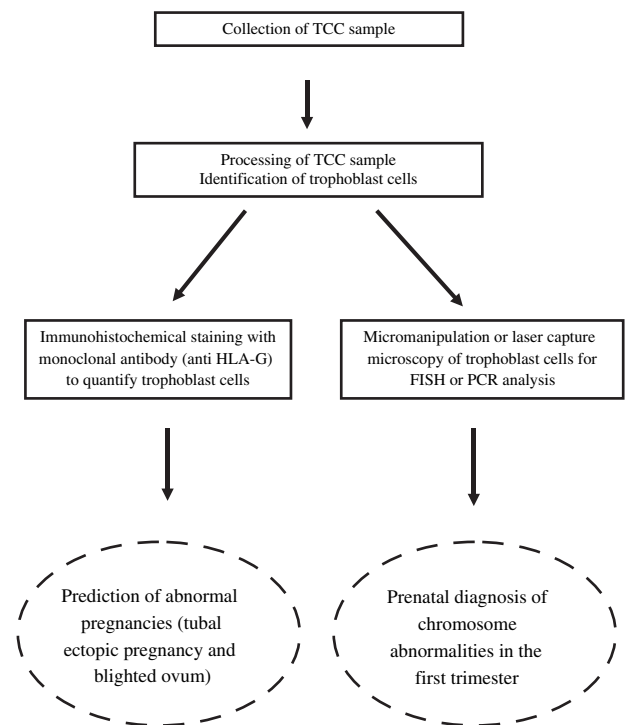 Collection of TCC sample
Processing of TCC sample
Identification of trophoblast cells
Immunohistochemical staining with
monoclonal antibody (anti HLA-G)
to quantify trophoblast cells
Micromanipulation or laser capture
microscopy of trophoblast cells for
FISH or PCR analysis
Prediction of abnormal
pregnancies (tubal
ectopic pregnancy and
blighted ovum)
Prenatal diagnosis of
chromosome
abnormalities in the
first trimester